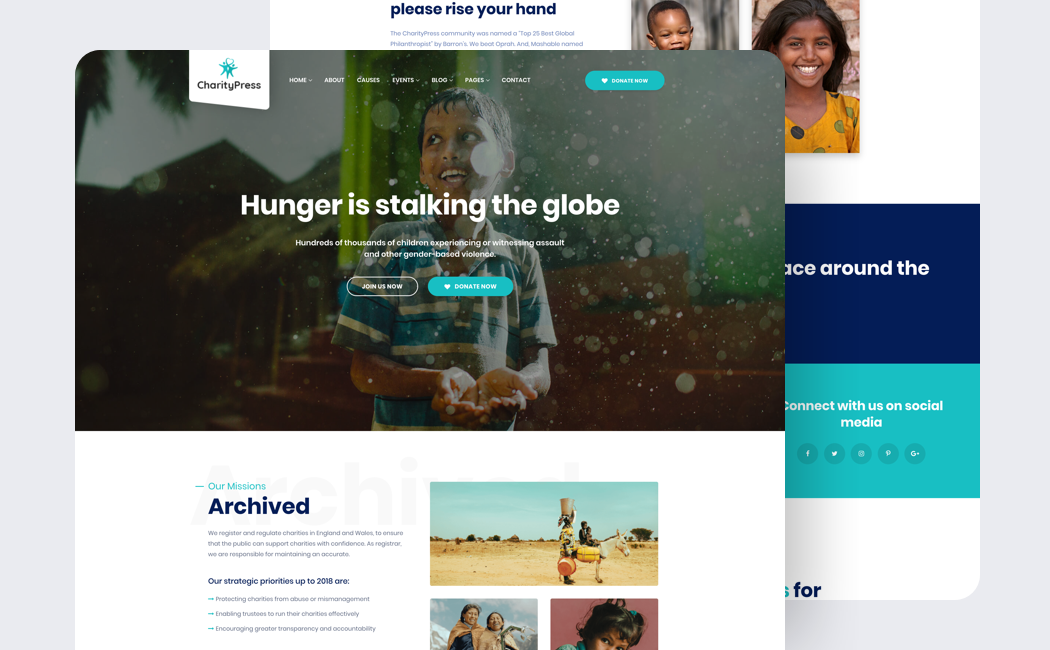 please rise your hand
The CharityPress community was named a "Top 25 Best Global
Philanthropist" by Barron's. We beat Oprah. And, Mashable named
CharityPress
HOME ABOUT CAUSES EVENTS BLOG PAGES CONTACT
DONATE NOW
Hunger is stalking the globe
Hundreds of thousands of children experiencing or witnessing assault
and other gender-based violence.
JOIN US NOW
DONATE NOW
ace around the
Connect with us on social
media
G+
Archived
Our Missions
Archived
We register and regulate charities in England and Wales, to ensure
that the public can support charities with confidence. As registrar,
we are responsible for maintaining an accurate.
Our strategic priorities up to 2018 are:
Protecting charities from abuse or mismanagement
Enabling trustees to run their charities effectively
Encouraging greater transparency and accountability
s for